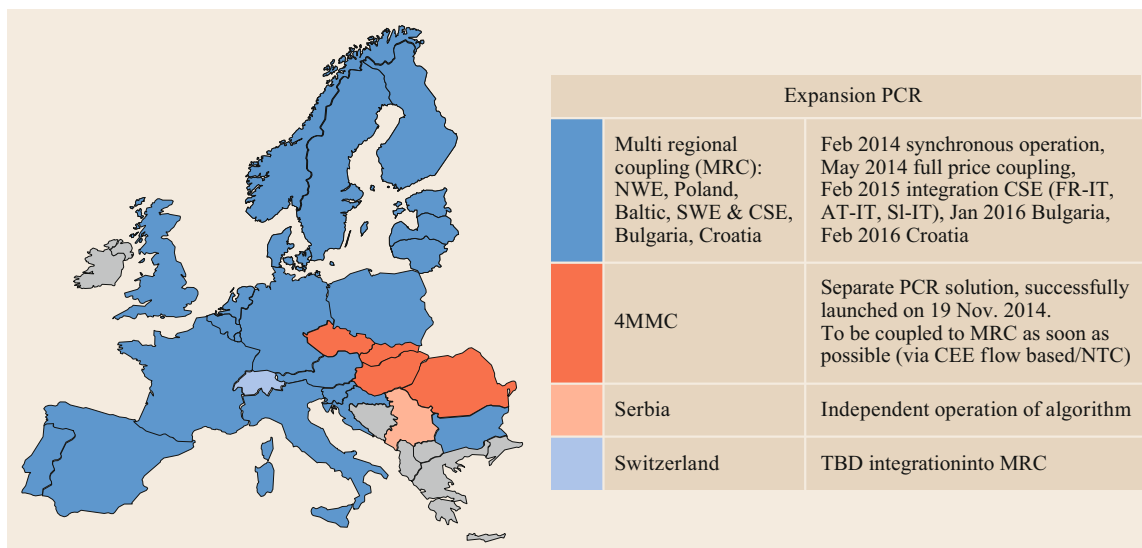 Expansion PCR
Multi regional
coupling (MRC):
NWE, Poland,
Baltic, SWE & CSE,
Bulgaria, Croatia
Feb 2014 synchronous operation,
May 2014 full price coupling,
Feb 2015 integration CSE (FR-IT,
AT-IT, Sl-IT), Jan 2016 Bulgaria,
Feb 2016 Croatia
4MMC
Separate PCR solution, successfully
launched on 19 Nov. 2014.
To be coupled to MRC as soon as
possible (via CEE flow based/NTC)
Serbia
Independent operation of algorithm
Switzerland
TBD integrationinto MRC